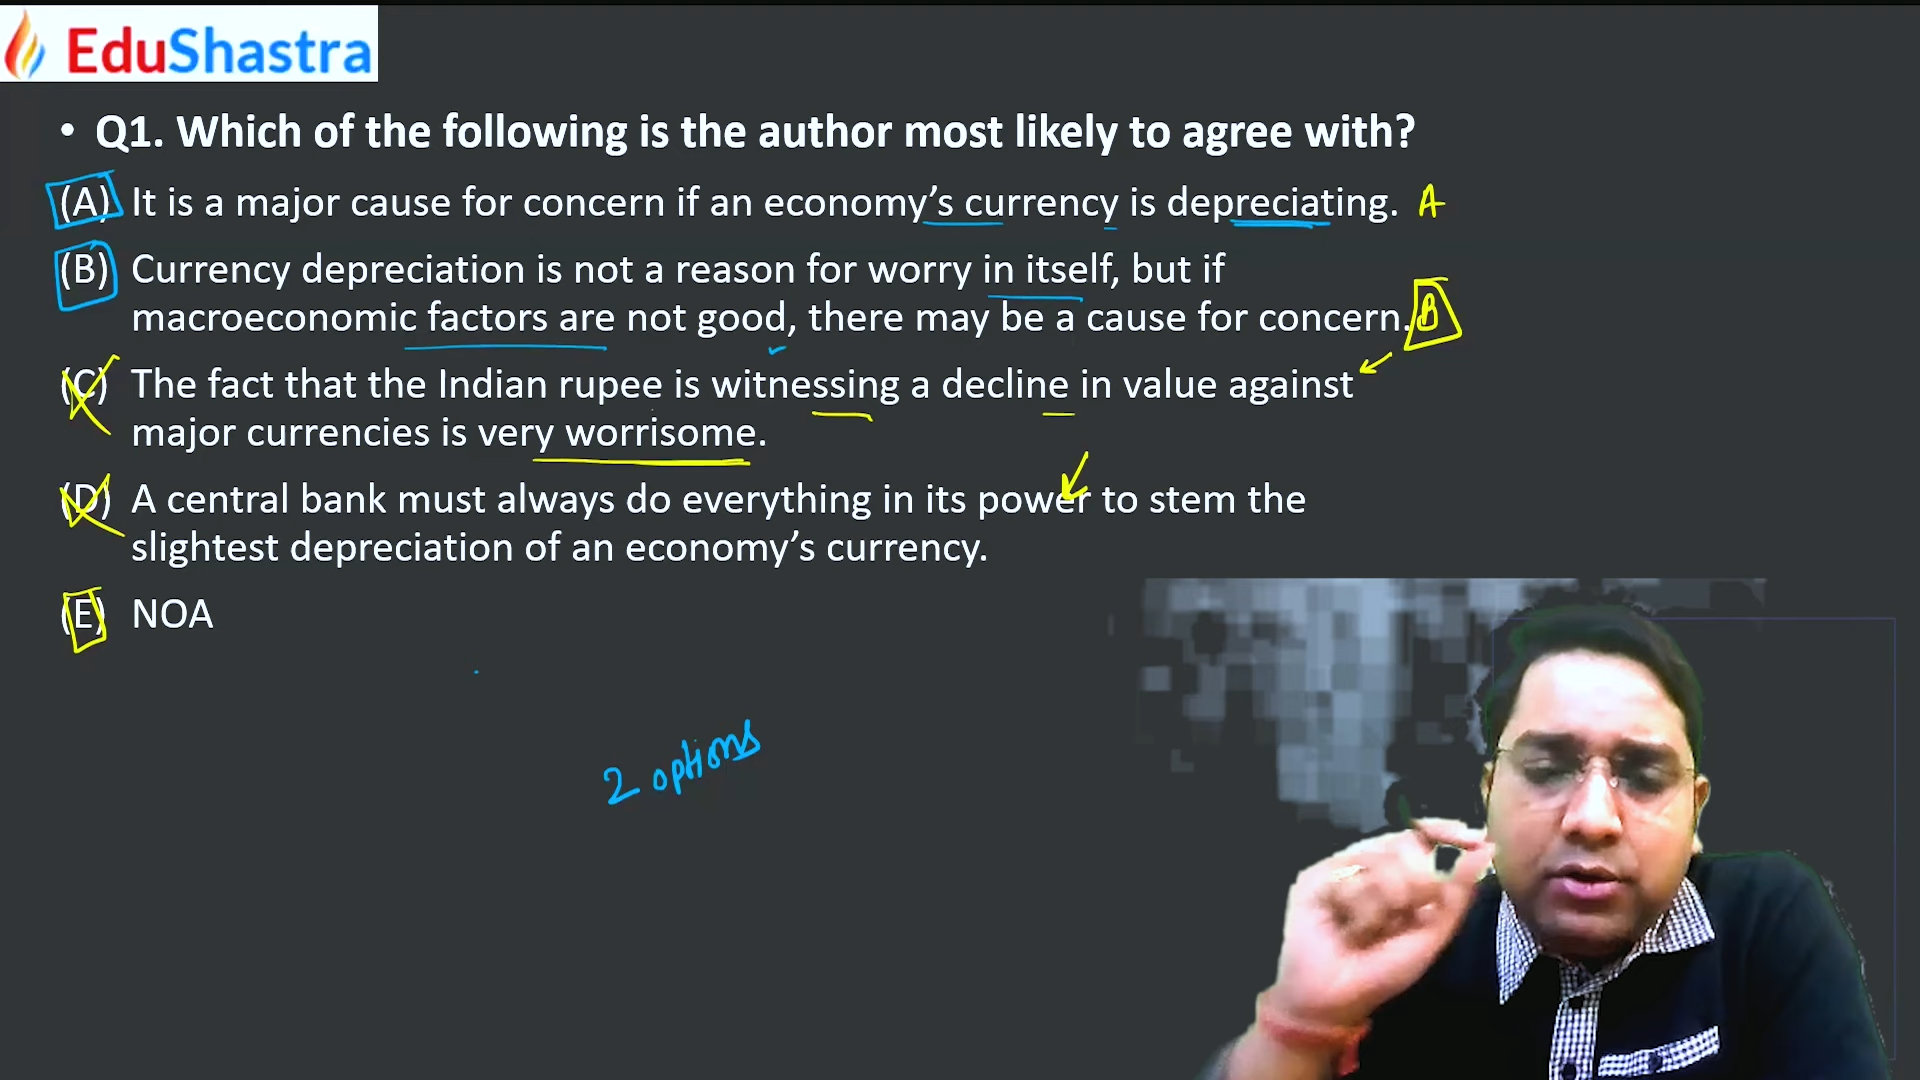 EduShastra
• Q1. Which of the following is the author most likely to agree with?
(A) It is a major cause for concern if an economy’s currency is depreciating. A
(B) Currency depreciation is not a reason for worry in itself, but if
macroeconomic factors are not good, there may be a cause for concern. B
(C) The fact that the Indian rupee is witnessing a decline in value against
major currencies is very worrisome.
(D) A central bank must always do everything in its power to stem the
slightest depreciation of an economy’s currency.
(E) NOA
2 options